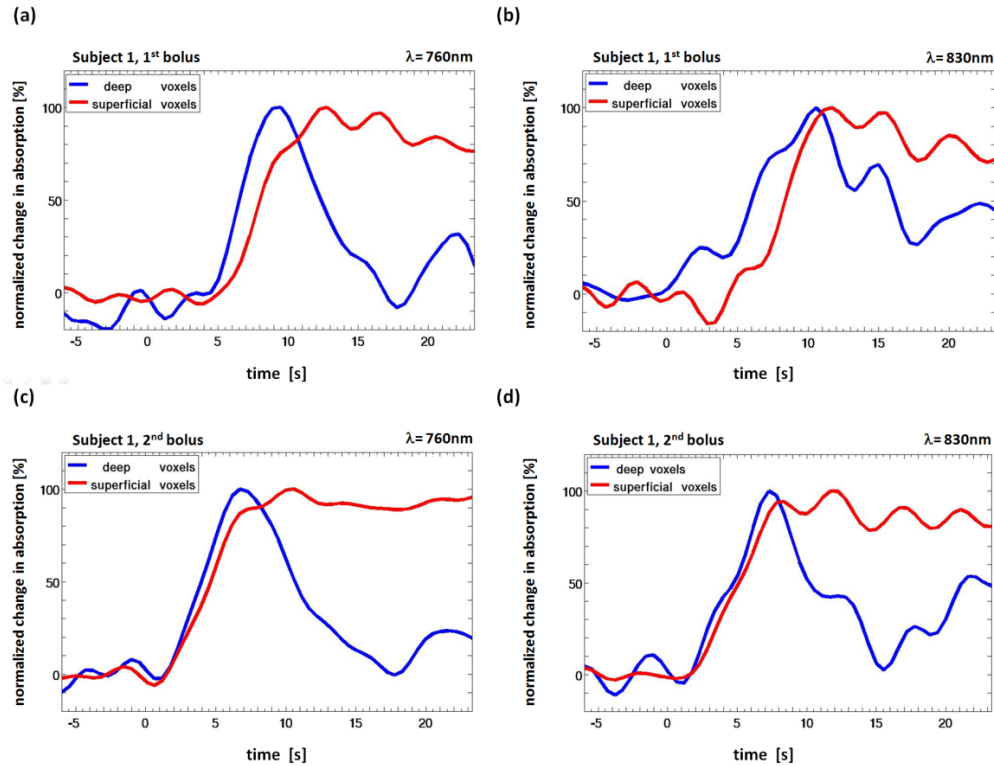 (a)
Subject 1, 1st bolus λ= 760nm
deep voxels
superficial voxels
normalized change in absorption [%]
100
50
0
-5 0 5 10 15 20
time [s]
(b)
Subject 1, 1st bolus λ= 830nm
deep voxels
superficial voxels
normalized change in absorption [%]
100
50
0
-5 0 5 10 15 20
time [s]
(c)
Subject 1, 2nd bolus λ= 760nm
deep voxels
superficial voxels
normalized change in absorption [%]
100
50
0
-5 0 5 10 15 20
time [s]
(d)
Subject 1, 2nd bolus λ= 830nm
deep voxels
superficial voxels
normalized change in absorption [%]
100
50
0
-5 0 5 10 15 20
time [s]